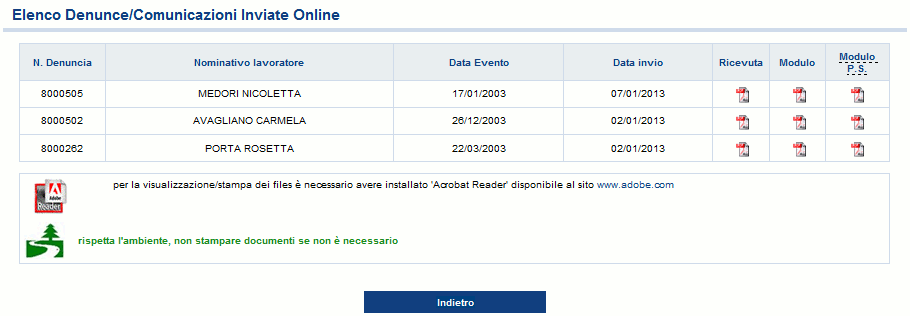 Elenco Denunce/Comunicazioni Inviate Online
N. Denuncia Nominativo lavoratore Data Evento Data invio Ricevuta Modulo Modulo P.S.
8000505 MEDORI NICOLETTA 17/01/2003 07/01/2013
8000502 AVAGLIANO CARMELA 26/12/2003 02/01/2013
8000262 PORTA ROSETTA 22/03/2003 02/01/2013
per la visualizzazione/stampa dei files è necessario avere installato 'Acrobat Reader' disponibile al sito www.adobe.com
Adobe
Reader
rispetta l'ambiente, non stampare documenti se non è necessario
Indietro